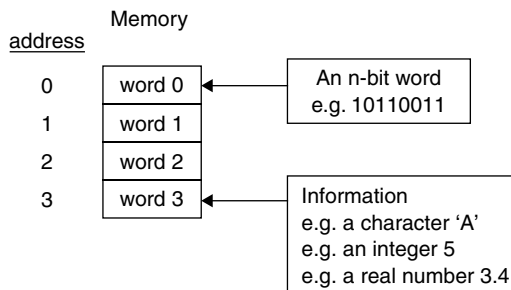 Memory
address
0
word 0
An n-bit word
e.g. 10110011
1
word 1
2
word 2
3
word 3
Information
e.g. a character ‘A’
e.g. an integer 5
e.g. a real number 3.4